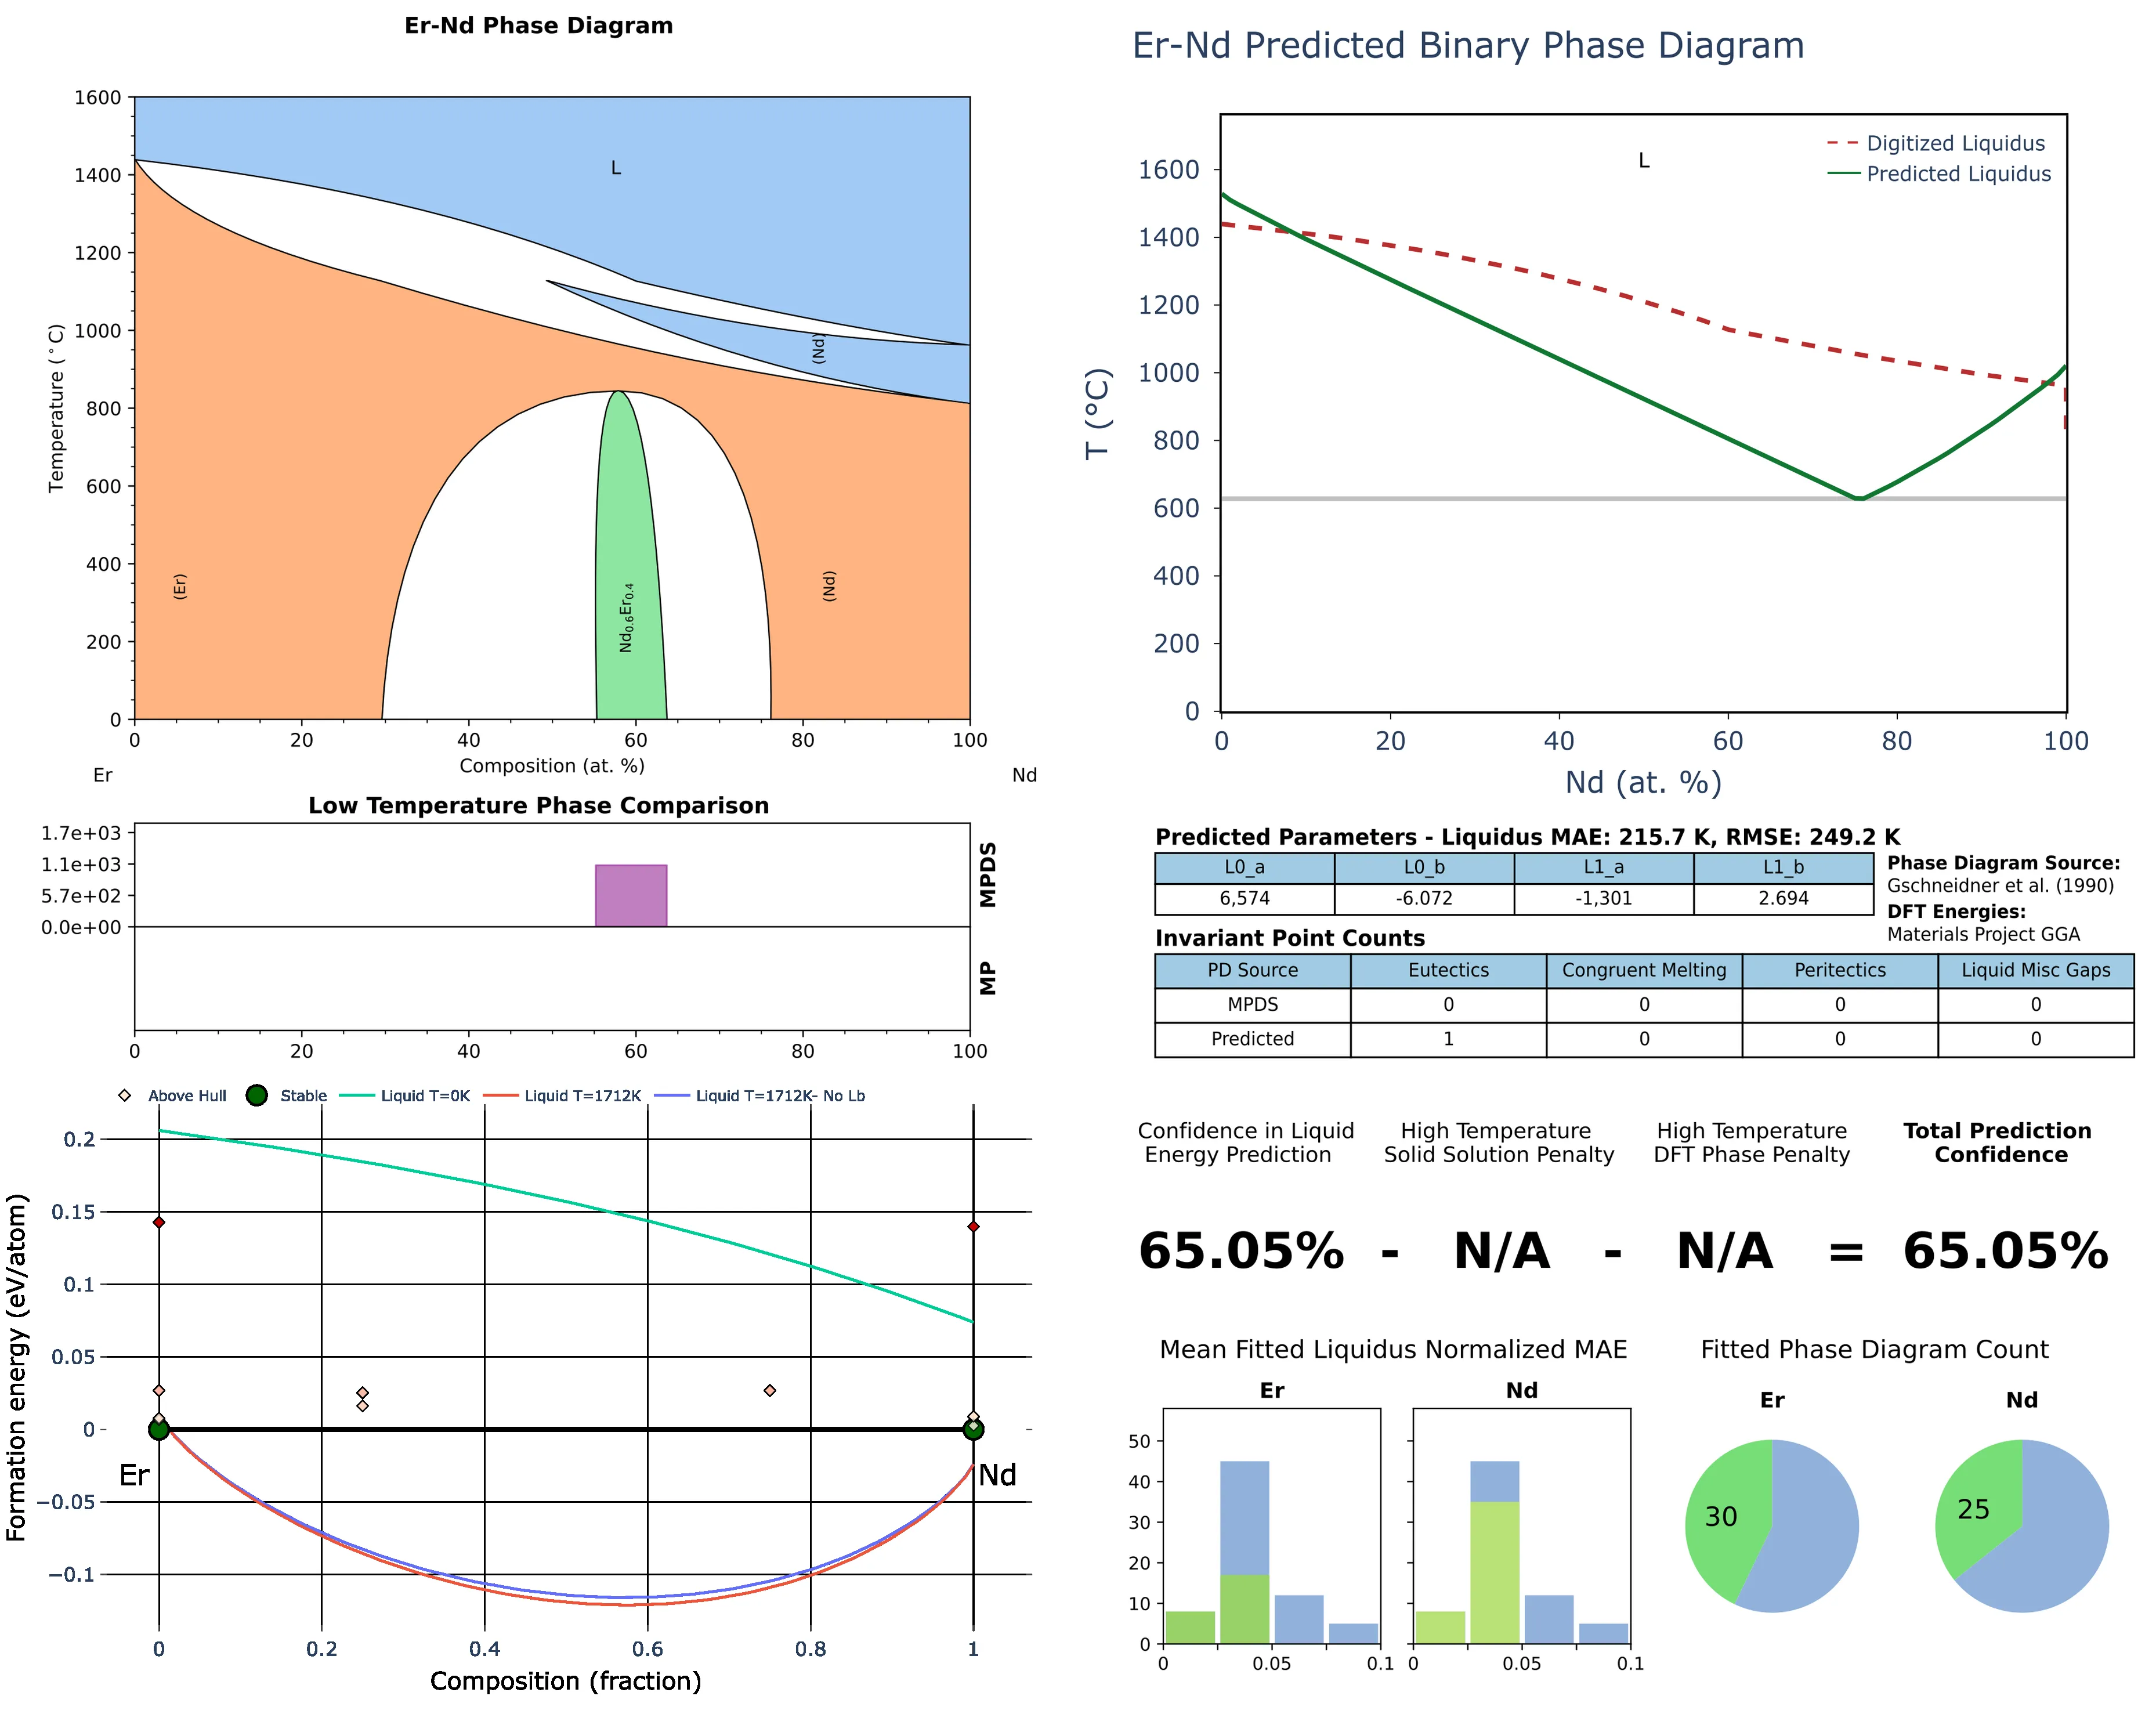 Er-Nd Phase Diagram
1600
1400
1200
1000
800
600
400
200
0
Temperature (°C)
L
(Nd)
(Er)
Nd0.6Er0.4
(Nd)
0 20 40 60 80 100
Composition (at. %)
Er Nd
Low Temperature Phase Comparison
1.7e+03
1.1e+03
5.7e+02
0.0e+00
MPDS
MP
0 20 40 60 80 100
Above Hull Stable Liquid T=0K Liquid T=1712K Liquid T=1712K- No Lb
0.2
0.15
0.1
0.05
0
−0.05
−0.1
Formation energy (eV/atom)
Er Nd
0 0.2 0.4 0.6 0.8 1
Composition (fraction)
Er-Nd Predicted Binary Phase Diagram
Digitized Liquidus
Predicted Liquidus
L
1600
1400
1200
1000
800
600
400
200
0
T (°C)
0 20 40 60 80 100
Nd (at. %)
Predicted Parameters - Liquidus MAE: 215.7 K, RMSE: 249.2 K
L0_a L0_b L1_a L1_b
6,574 -6.072 -1,301 2.694
Phase Diagram Source:
Gschneidner et al. (1990)
DFT Energies:
Materials Project GGA
Invariant Point Counts
PD Source Eutectics Congruent Melting Peritectics Liquid Misc Gaps
MPDS 0 0 0 0
Predicted 1 0 0 0
Confidence in Liquid
Energy Prediction
High Temperature
Solid Solution Penalty
High Temperature
DFT Phase Penalty
Total Prediction
Confidence
65.05% - N/A - N/A = 65.05%
Mean Fitted Liquidus Normalized MAE
Er Nd
50
40
30
20
10
0
0 0.05 0.1
0 0.05 0.1
Fitted Phase Diagram Count
Er Nd
30 25